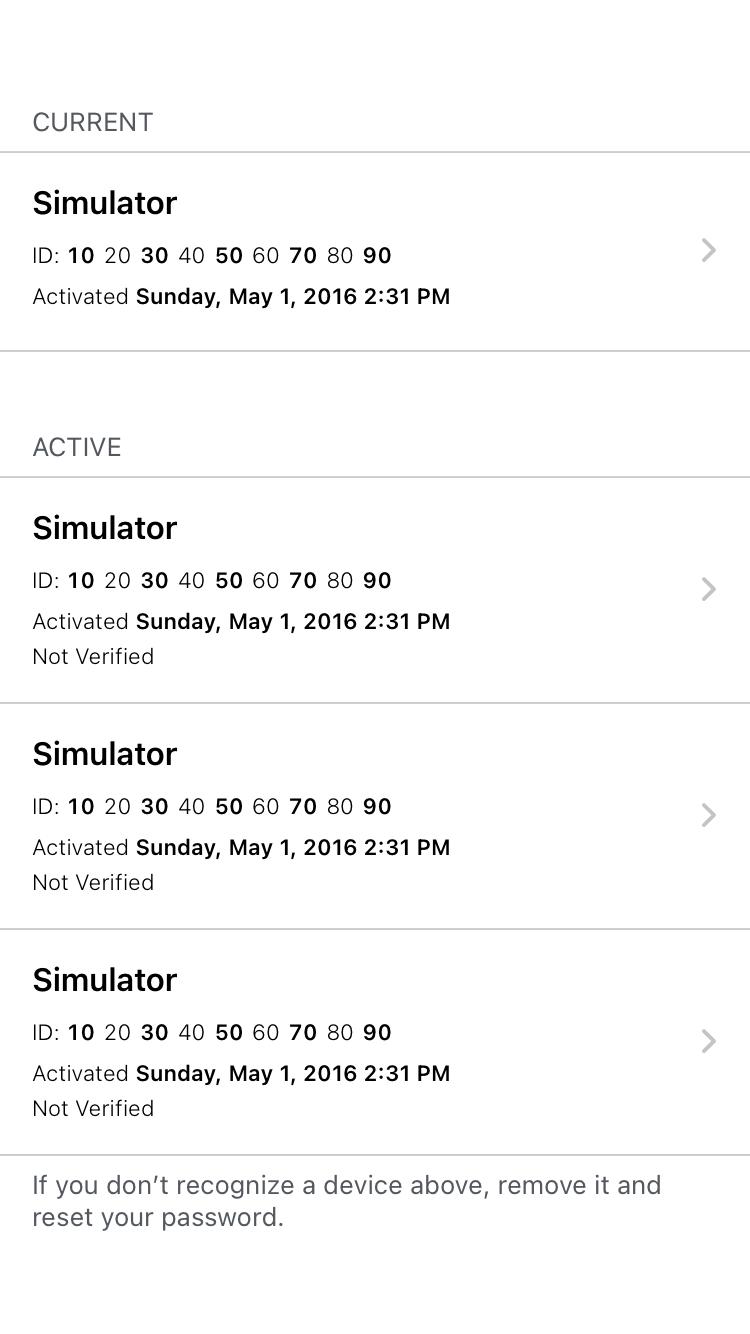 CURRENT
Simulator
ID: 10 20 30 40 50 60 70 80 90
Activated Sunday, May 1, 2016 2:31 PM
ACTIVE
Simulator
ID: 10 20 30 40 50 60 70 80 90
Activated Sunday, May 1, 2016 2:31 PM
Not Verified
Simulator
ID: 10 20 30 40 50 60 70 80 90
Activated Sunday, May 1, 2016 2:31 PM
Not Verified
Simulator
ID: 10 20 30 40 50 60 70 80 90
Activated Sunday, May 1, 2016 2:31 PM
Not Verified
If you don’t recognize a device above, remove it and
reset your password.